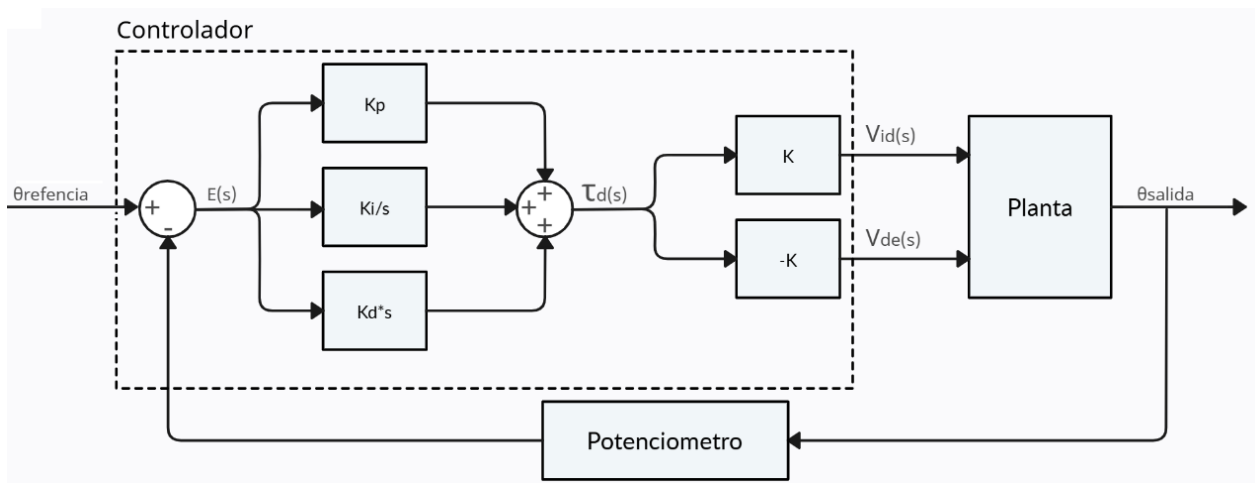 Controlador
Kp
θrefencia
+
-
E(s)
Ki/s
+
+
+
τd(s)
Kd*s
K
-K
Vid(s)
Vde(s)
Planta
θsalida
Potenciometro